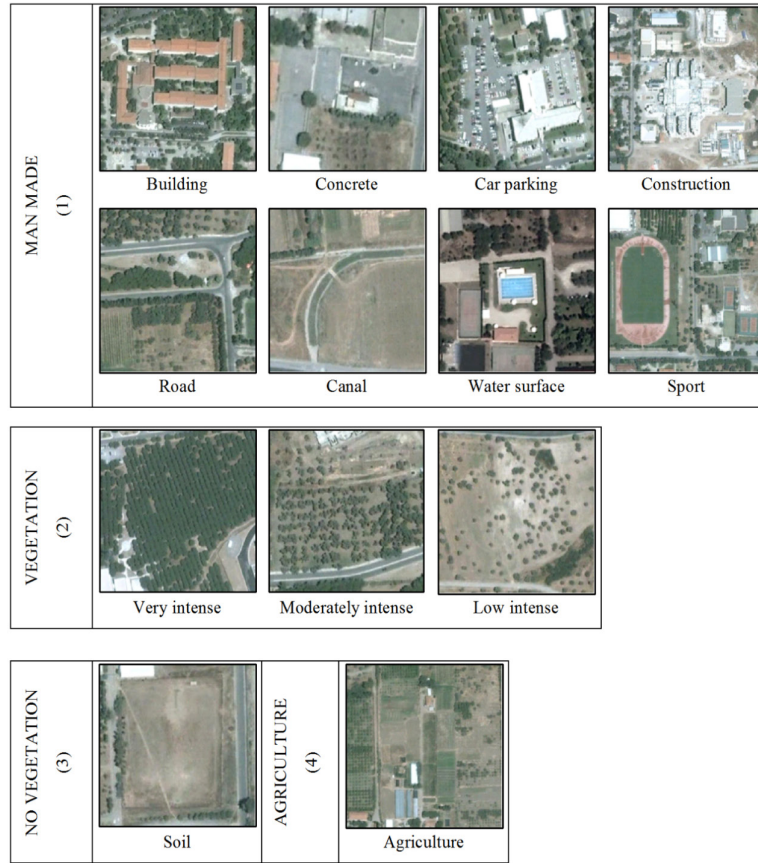 MAN MADE
(1)
Building
Concrete
Car parking
Construction
Road
Canal
Water surface
Sport
VEGETATION
(2)
Very intense
Moderately intense
Low intense
NO VEGETATION
(3)
Soil
AGRICULTURE
(4)
Agriculture